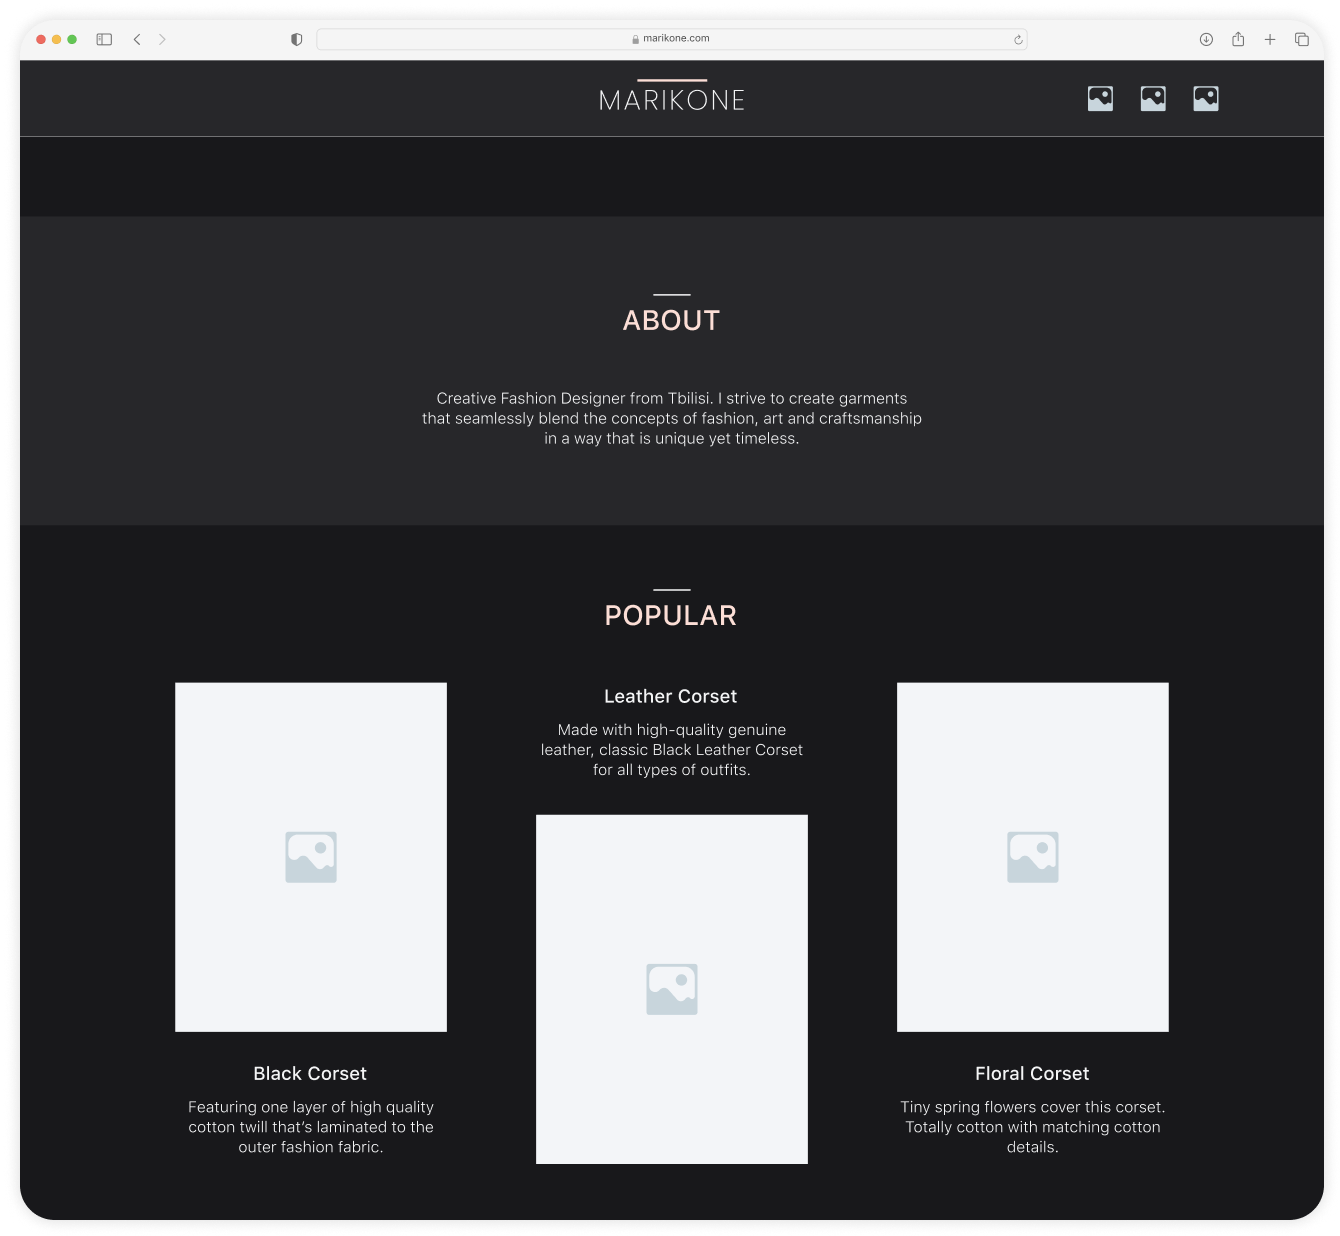 marikone.com
MARIKONE
ABOUT
Creative Fashion Designer from Tbilisi. I strive to create garments
that seamlessly blend the concepts of fashion, art and craftsmanship
in a way that is unique yet timeless.
POPULAR
Leather Corset
Made with high-quality genuine
leather, classic Black Leather Corset
for all types of outfits.
Black Corset
Featuring one layer of high quality
cotton twill that’s laminated to the
outer fashion fabric.
Floral Corset
Tiny spring flowers cover this corset.
Totally cotton with matching cotton
details.